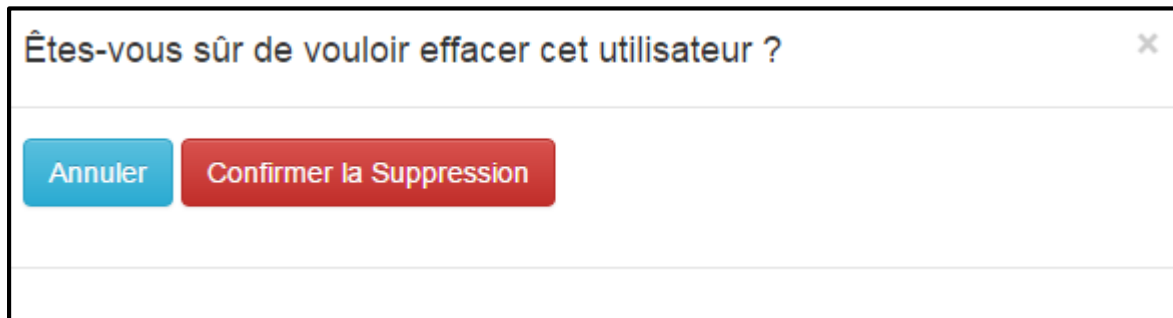 Êtes-vous sûr de vouloir effacer cet utilisateur ?
×
Annuler Confirmer la Suppression